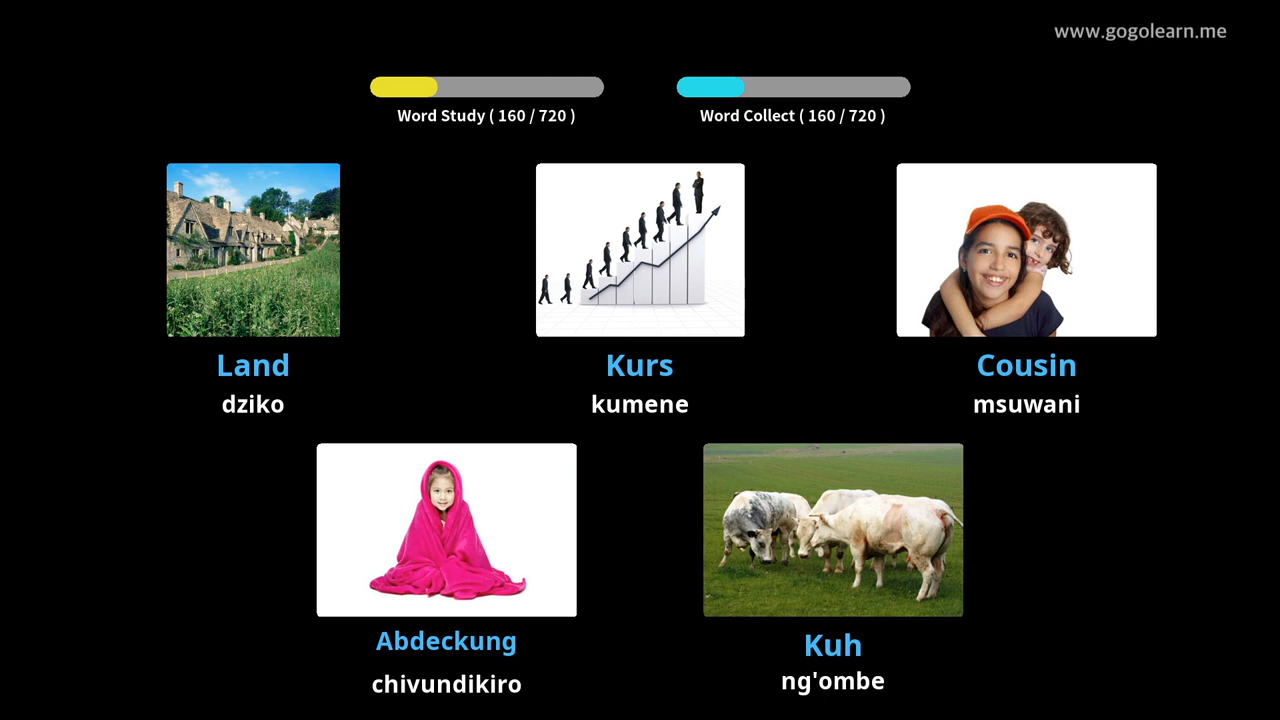 www.gogolearn.me
Word Study ( 160 / 720 )
Word Collect ( 160 / 720 )
Land
dziko
Kurs
kumene
Cousin
msuwani
Abdeckung
chivundikiro
Kuh
ng'ombe